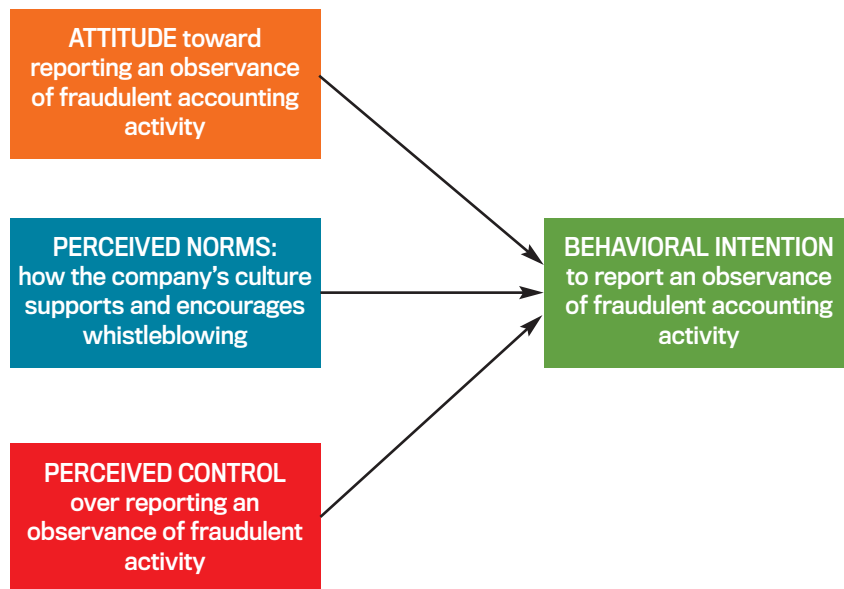 ATTITUDE toward
reporting an observance
of fraudulent accounting
activity
PERCEIVED NORMS:
how the company's culture
supports and encourages
whistleblowing
PERCEIVED CONTROL
over reporting an
observance of fraudulent
activity
BEHAVIORAL INTENTION
to report an observance
of fraudulent accounting
activity